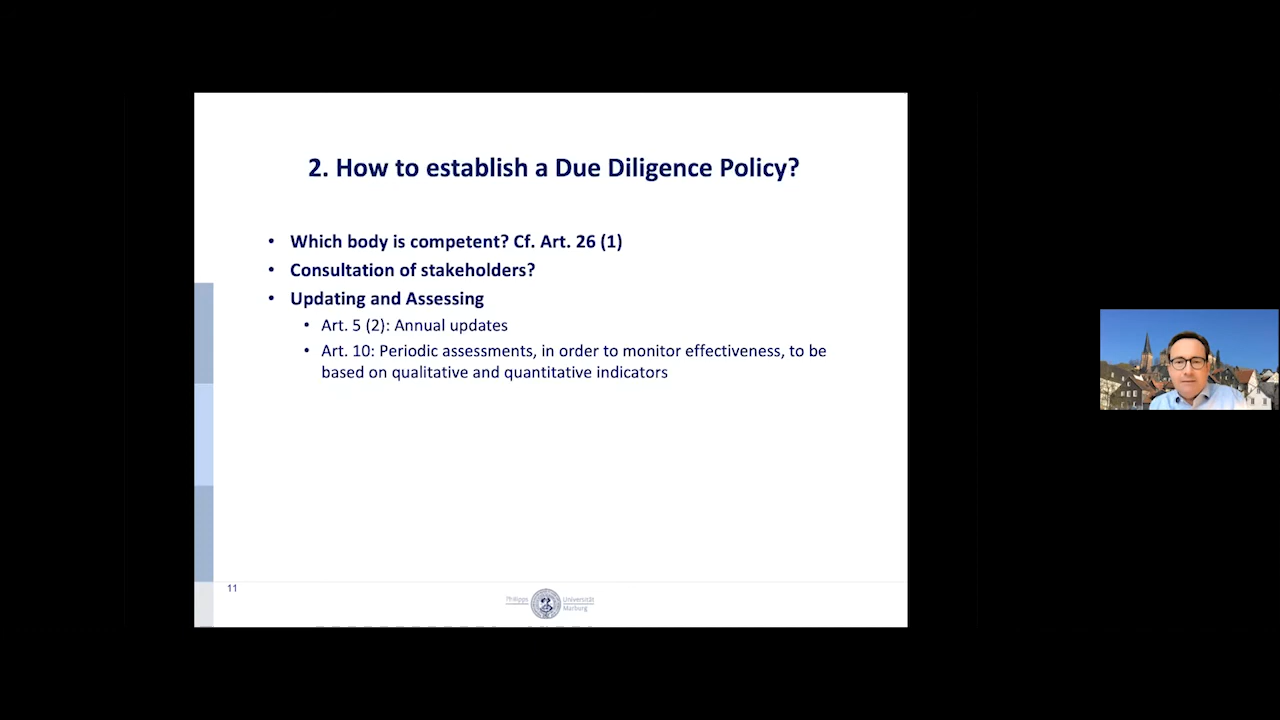 2. How to establish a Due Diligence Policy?
• Which body is competent? Cf. Art. 26 (1)
• Consultation of stakeholders?
• Updating and Assessing
• Art. 5 (2): Annual updates
• Art. 10: Periodic assessments, in order to monitor effectiveness, to be
based on qualitative and quantitative indicators
11
Philipps Universität
Marburg